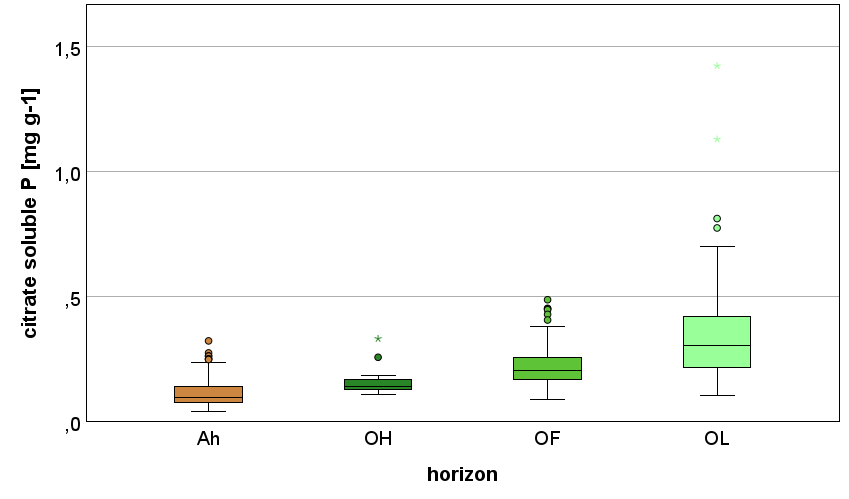 citrate soluble P [mg g-1]
1,5
1,0
,5
,0
Ah OH OF OL
horizon